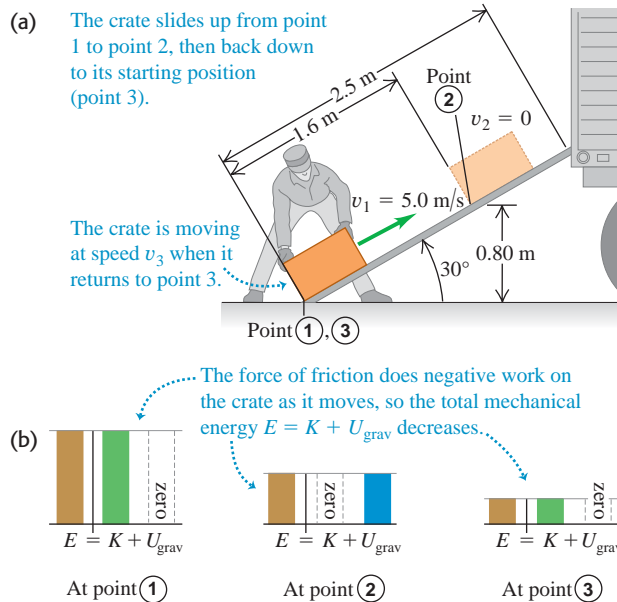 (a)
The crate slides up from point
1 to point 2, then back down
to its starting position
(point 3).
2.5 m
1.6 m
Point
2
v₂ = 0
v₁ = 5.0 m/s
The crate is moving
at speed v₃ when it
returns to point 3.
30°
0.80 m
Point 1, 3
(b)
The force of friction does negative work on
the crate as it moves, so the total mechanical
energy E = K + U_grav decreases.
zero
zero
zero
E = K + U_grav
E = K + U_grav
E = K + U_grav
At point 1
At point 2
At point 3